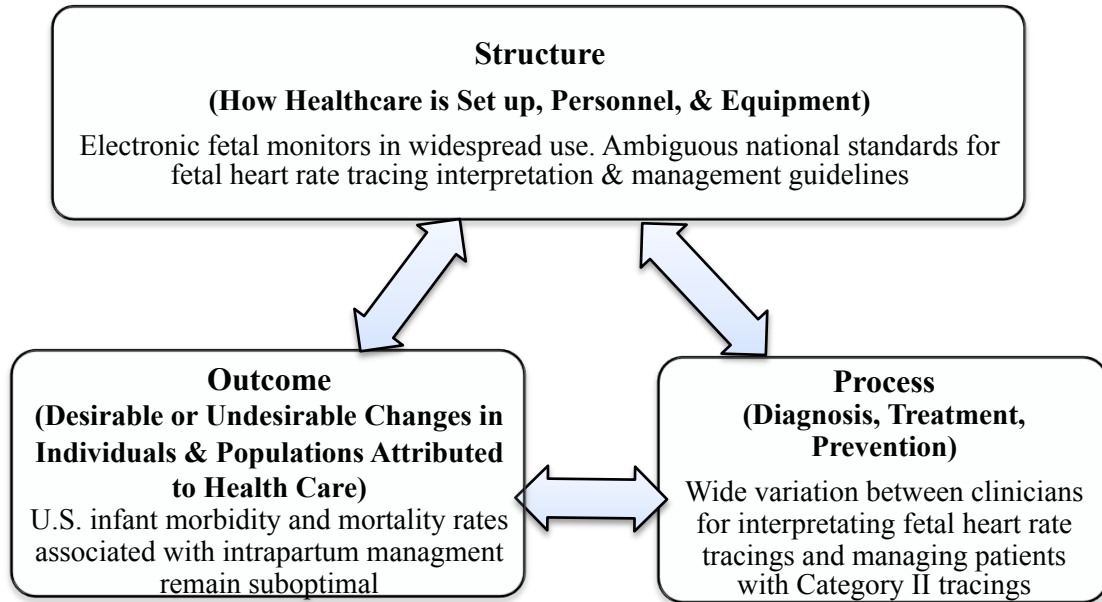 Structure
(How Healthcare is Set up, Personnel, & Equipment)
Electronic fetal monitors in widespread use. Ambiguous national standards for
fetal heart rate tracing interpretation & management guidelines
Outcome
(Desirable or Undesirable Changes in
Individuals & Populations Attributed
to Health Care)
U.S. infant morbidity and mortality rates
associated with intrapartum managment
remain suboptimal
Process
(Diagnosis, Treatment,
Prevention)
Wide variation between clinicians
for interpretating fetal heart rate
tracings and managing patients
with Category II tracings